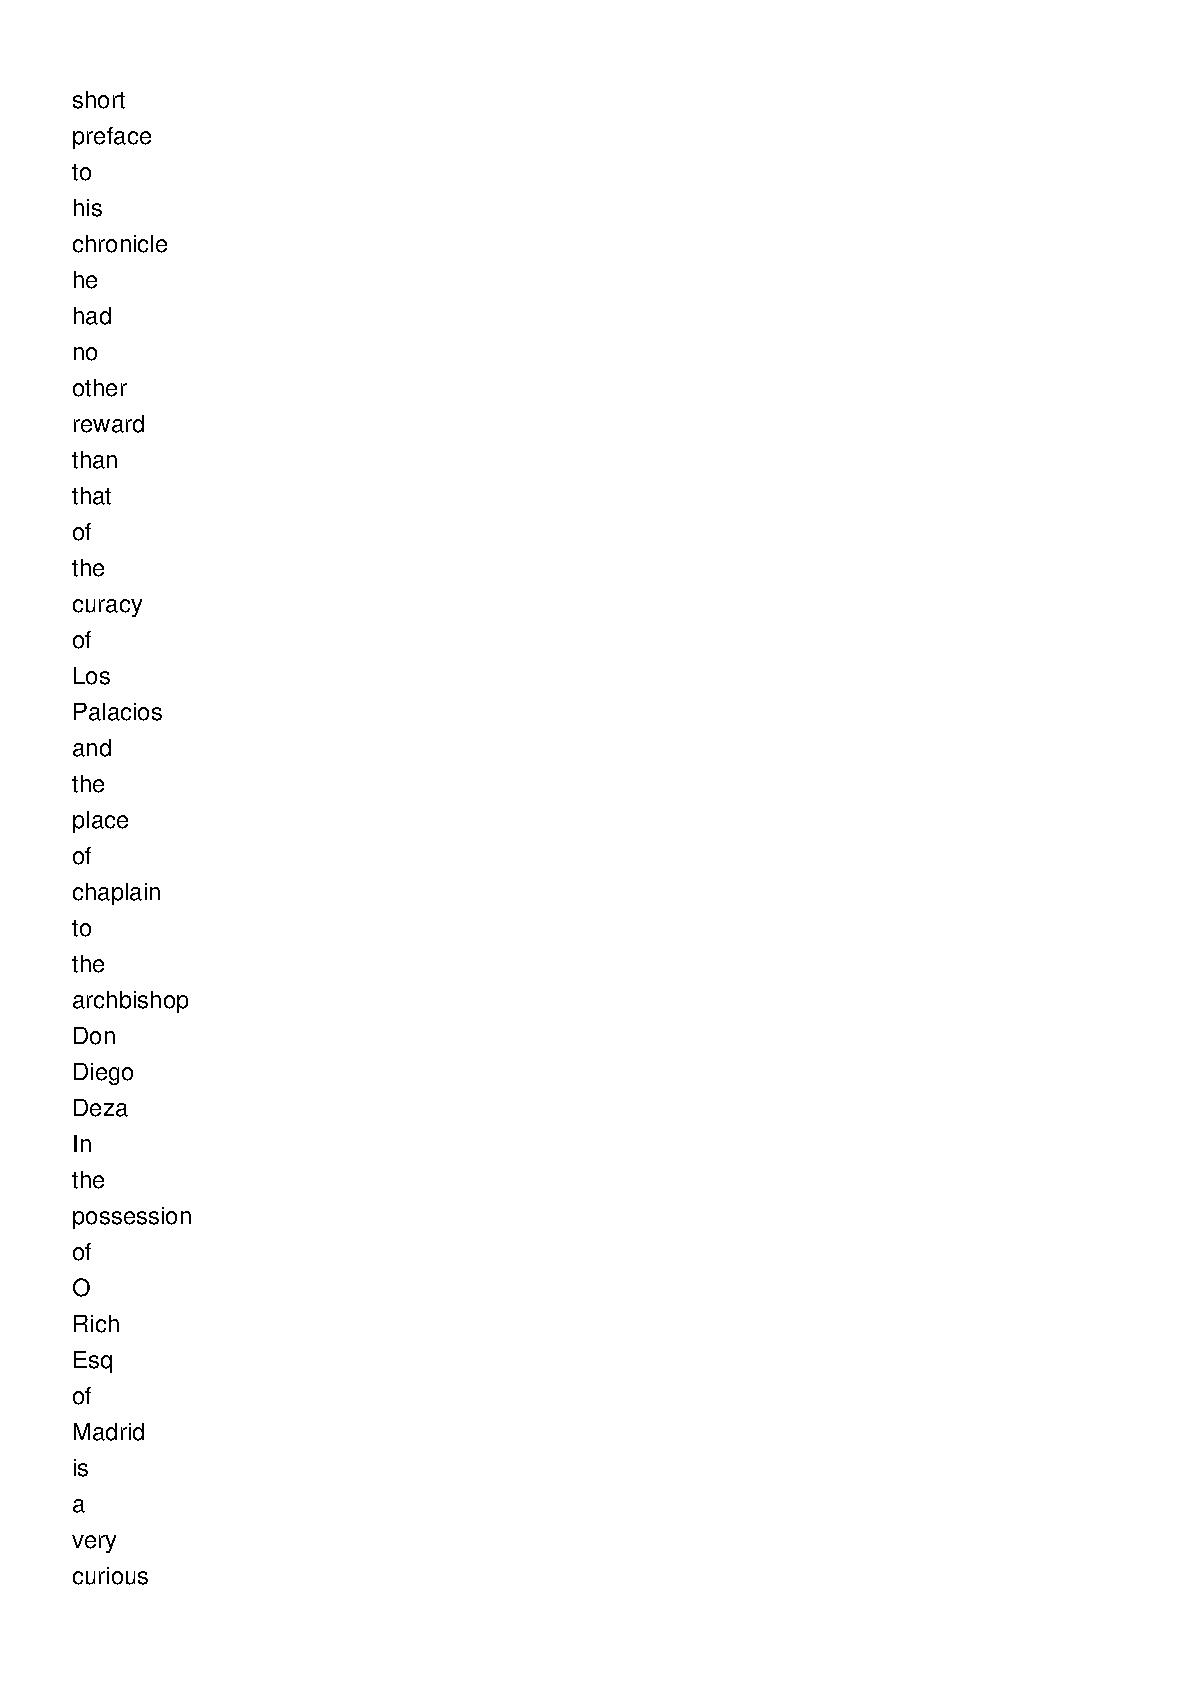 short
preface
to
his
chronicle
he
had
no
other
reward
than
that
of
the
curacy
of
Los
Palacios
and
the
place
of
chaplain
to
the
archbishop
Don
Diego
Deza
In
the
possession
of
O
Rich
Esq
of
Madrid
is
a
very
curious